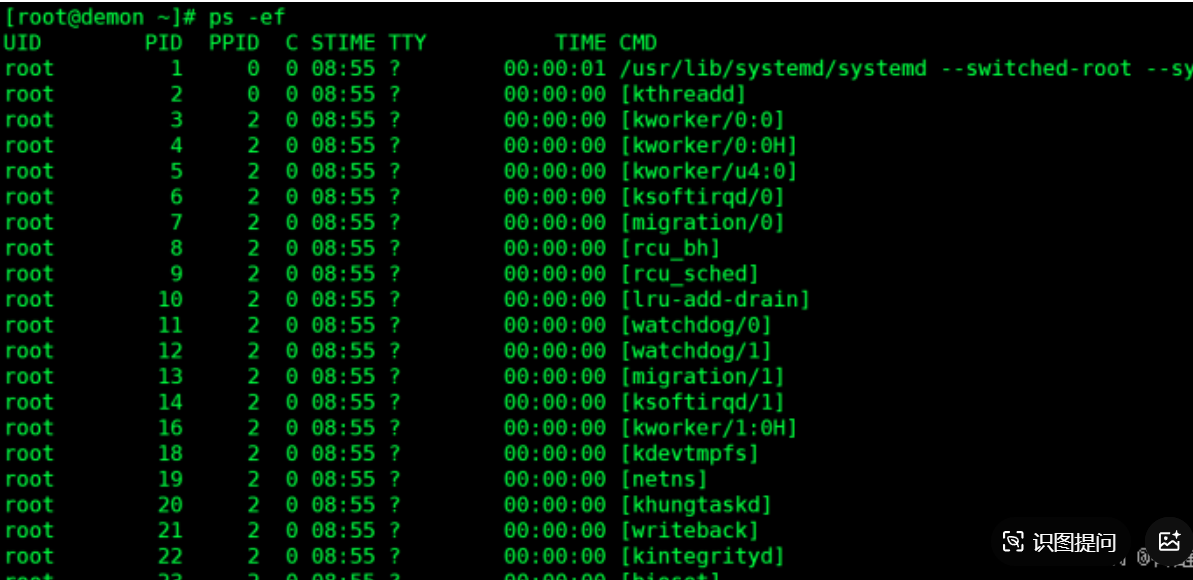 [root@demon ~]# ps -ef
UID        PID  PPID  C STIME TTY          TIME CMD
root         1     0  0 08:55 ?        00:00:01 /usr/lib/systemd/systemd --switched-root --sy
root         2     0  0 08:55 ?        00:00:00 [kthreadd]
root         3     2  0 08:55 ?        00:00:00 [kworker/0:0]
root         4     2  0 08:55 ?        00:00:00 [kworker/0:0H]
root         5     2  0 08:55 ?        00:00:00 [kworker/u4:0]
root         6     2  0 08:55 ?        00:00:00 [ksoftirqd/0]
root         7     2  0 08:55 ?        00:00:00 [migration/0]
root         8     2  0 08:55 ?        00:00:00 [rcu_bh]
root         9     2  0 08:55 ?        00:00:00 [rcu_sched]
root        10     2  0 08:55 ?        00:00:00 [lru-add-drain]
root        11     2  0 08:55 ?        00:00:00 [watchdog/0]
root        12     2  0 08:55 ?        00:00:00 [watchdog/1]
root        13     2  0 08:55 ?        00:00:00 [migration/1]
root        14     2  0 08:55 ?        00:00:00 [ksoftirqd/1]
root        16     2  0 08:55 ?        00:00:00 [kworker/1:0H]
root        18     2  0 08:55 ?        00:00:00 [kdevtmpfs]
root        19     2  0 08:55 ?        00:00:00 [netns]
root        20     2  0 08:55 ?        00:00:00 [khungtaskd]
root        21     2  0 08:55 ?        00:00:00 [writeback]
root        22     2  0 08:55 ?        00:00:00 [kintegrityd]
识图提问